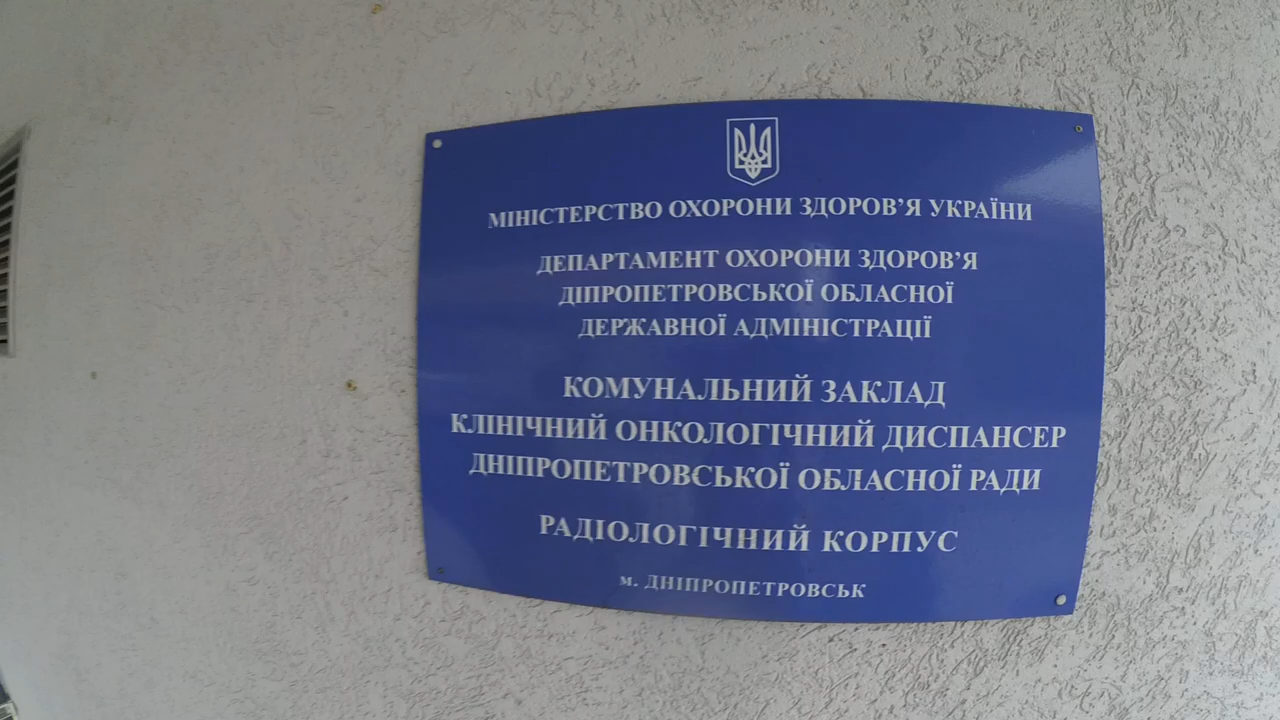 МІНІСТЕРСТВО ОХОРОНИ ЗДОРОВ'Я УКРАЇНИ
ДЕПАРТАМЕНТ ОХОРОНИ ЗДОРОВ'Я
ДІПРОПЕТРОВСЬКОЇ ОБЛАСНОЇ
ДЕРЖАВНОЇ АДМІНІСТРАЦІЇ
КОМУНАЛЬНИЙ ЗАКЛАД
КЛІНІЧНИЙ ОНКОЛОГІЧНИЙ ДИСПАНСЕР
ДНІПРОПЕТРОВСЬКОЇ ОБЛАСНОЇ РАДИ
РАДІОЛОГІЧНИЙ КОРПУС
м. ДНІПРОПЕТРОВСЬК